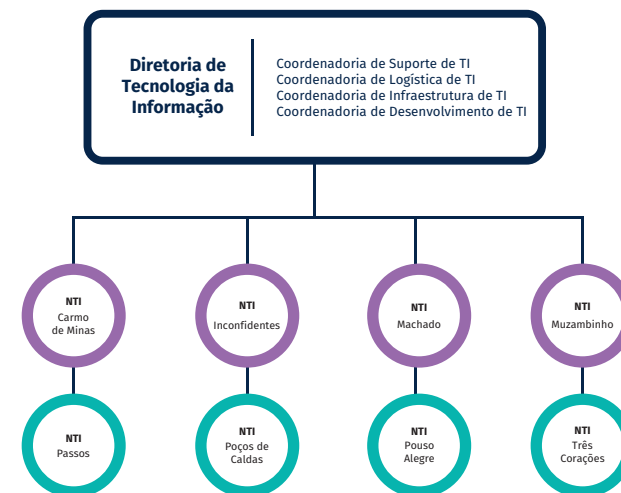 Diretoria de
Tecnologia da
Informação
Coordenadoria de Suporte de TI
Coordenadoria de Logística de TI
Coordenadoria de Infraestrutura de TI
Coordenadoria de Desenvolvimento de TI
NTI
Carmo
de Minas
NTI
Inconfidentes
NTI
Machado
NTI
Muzambinho
NTI
Passos
NTI
Poços de
Caldas
NTI
Pouso
Alegre
NTI
Três
Corações